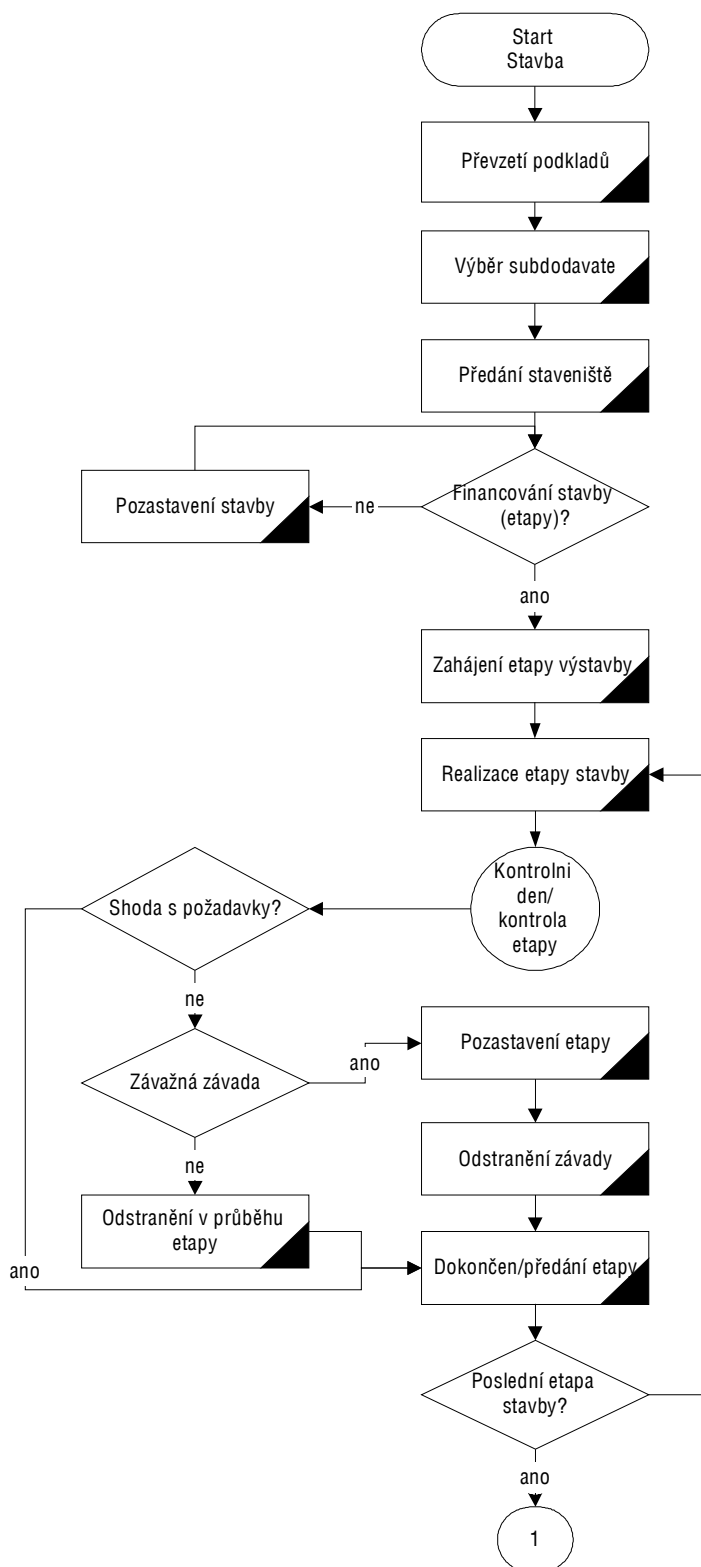 Start
Stavba
Převzetí podkladů
Výběr subdodavate
Předání staveniště
Financování stavby
(etapy)?
ne
Pozastavení stavby
ano
Zahájení etapy výstavby
Realizace etapy stavby
Kontrolni
den/
kontrola
etapy
Shoda s požadavky?
ne
Závažná závada
ano
Pozastavení etapy
Odstranění závady
ne
Odstranění v průběhu
etapy
ano
Dokončen/předání etapy
Poslední etapa
stavby?
ano
1